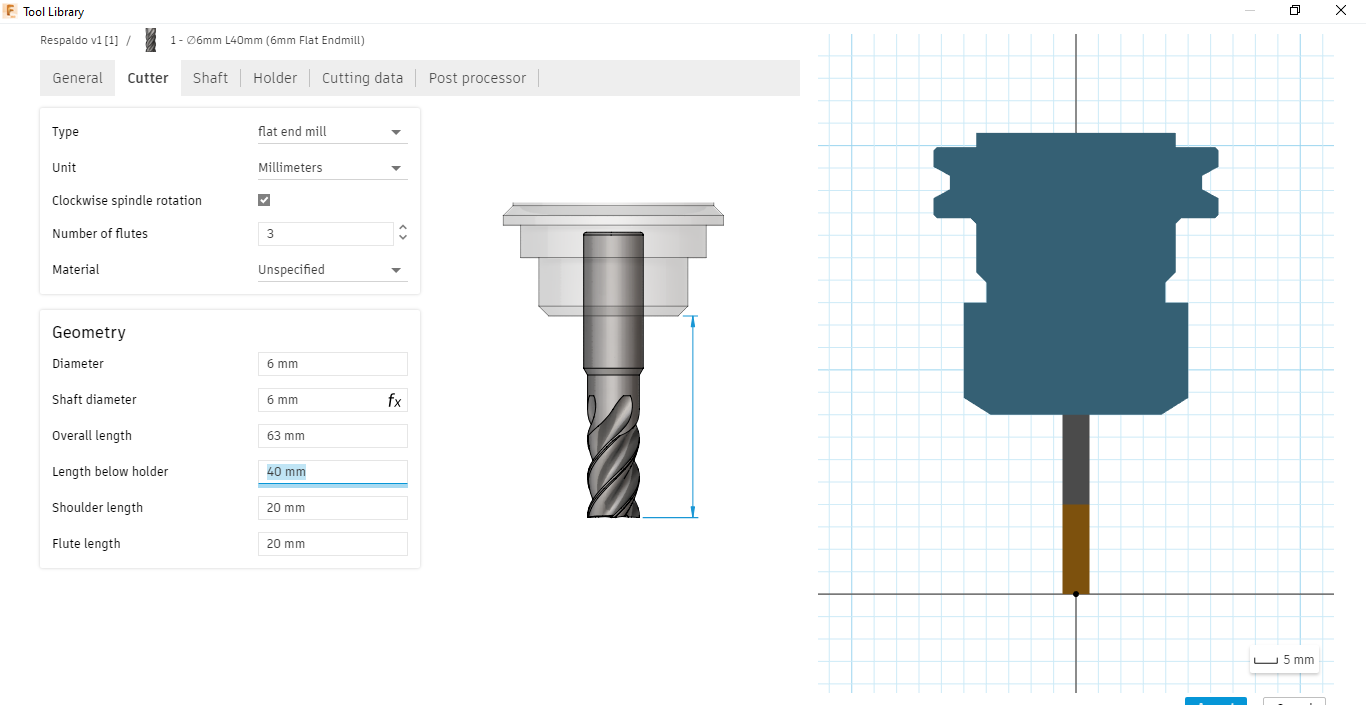 Tool Library
Respaldo v1 [1] / 1 - ∅6mm L40mm (6mm Flat Endmill)
General Cutter Shaft Holder Cutting data Post processor
Type flat end mill
Unit Millimeters
Clockwise spindle rotation
Number of flutes 3
Material Unspecified
Geometry
Diameter 6 mm
Shaft diameter 6 mm fx
Overall length 63 mm
Length below holder 40 mm
Shoulder length 20 mm
Flute length 20 mm
5 mm